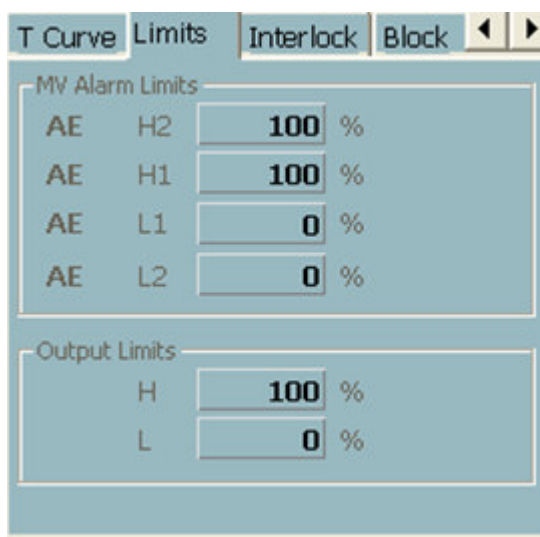 T Curve Limits Interlock Block
MV Alarm Limits
AE H2 100 %
AE H1 100 %
AE L1 0 %
AE L2 0 %
Output Limits
H 100 %
L 0 %